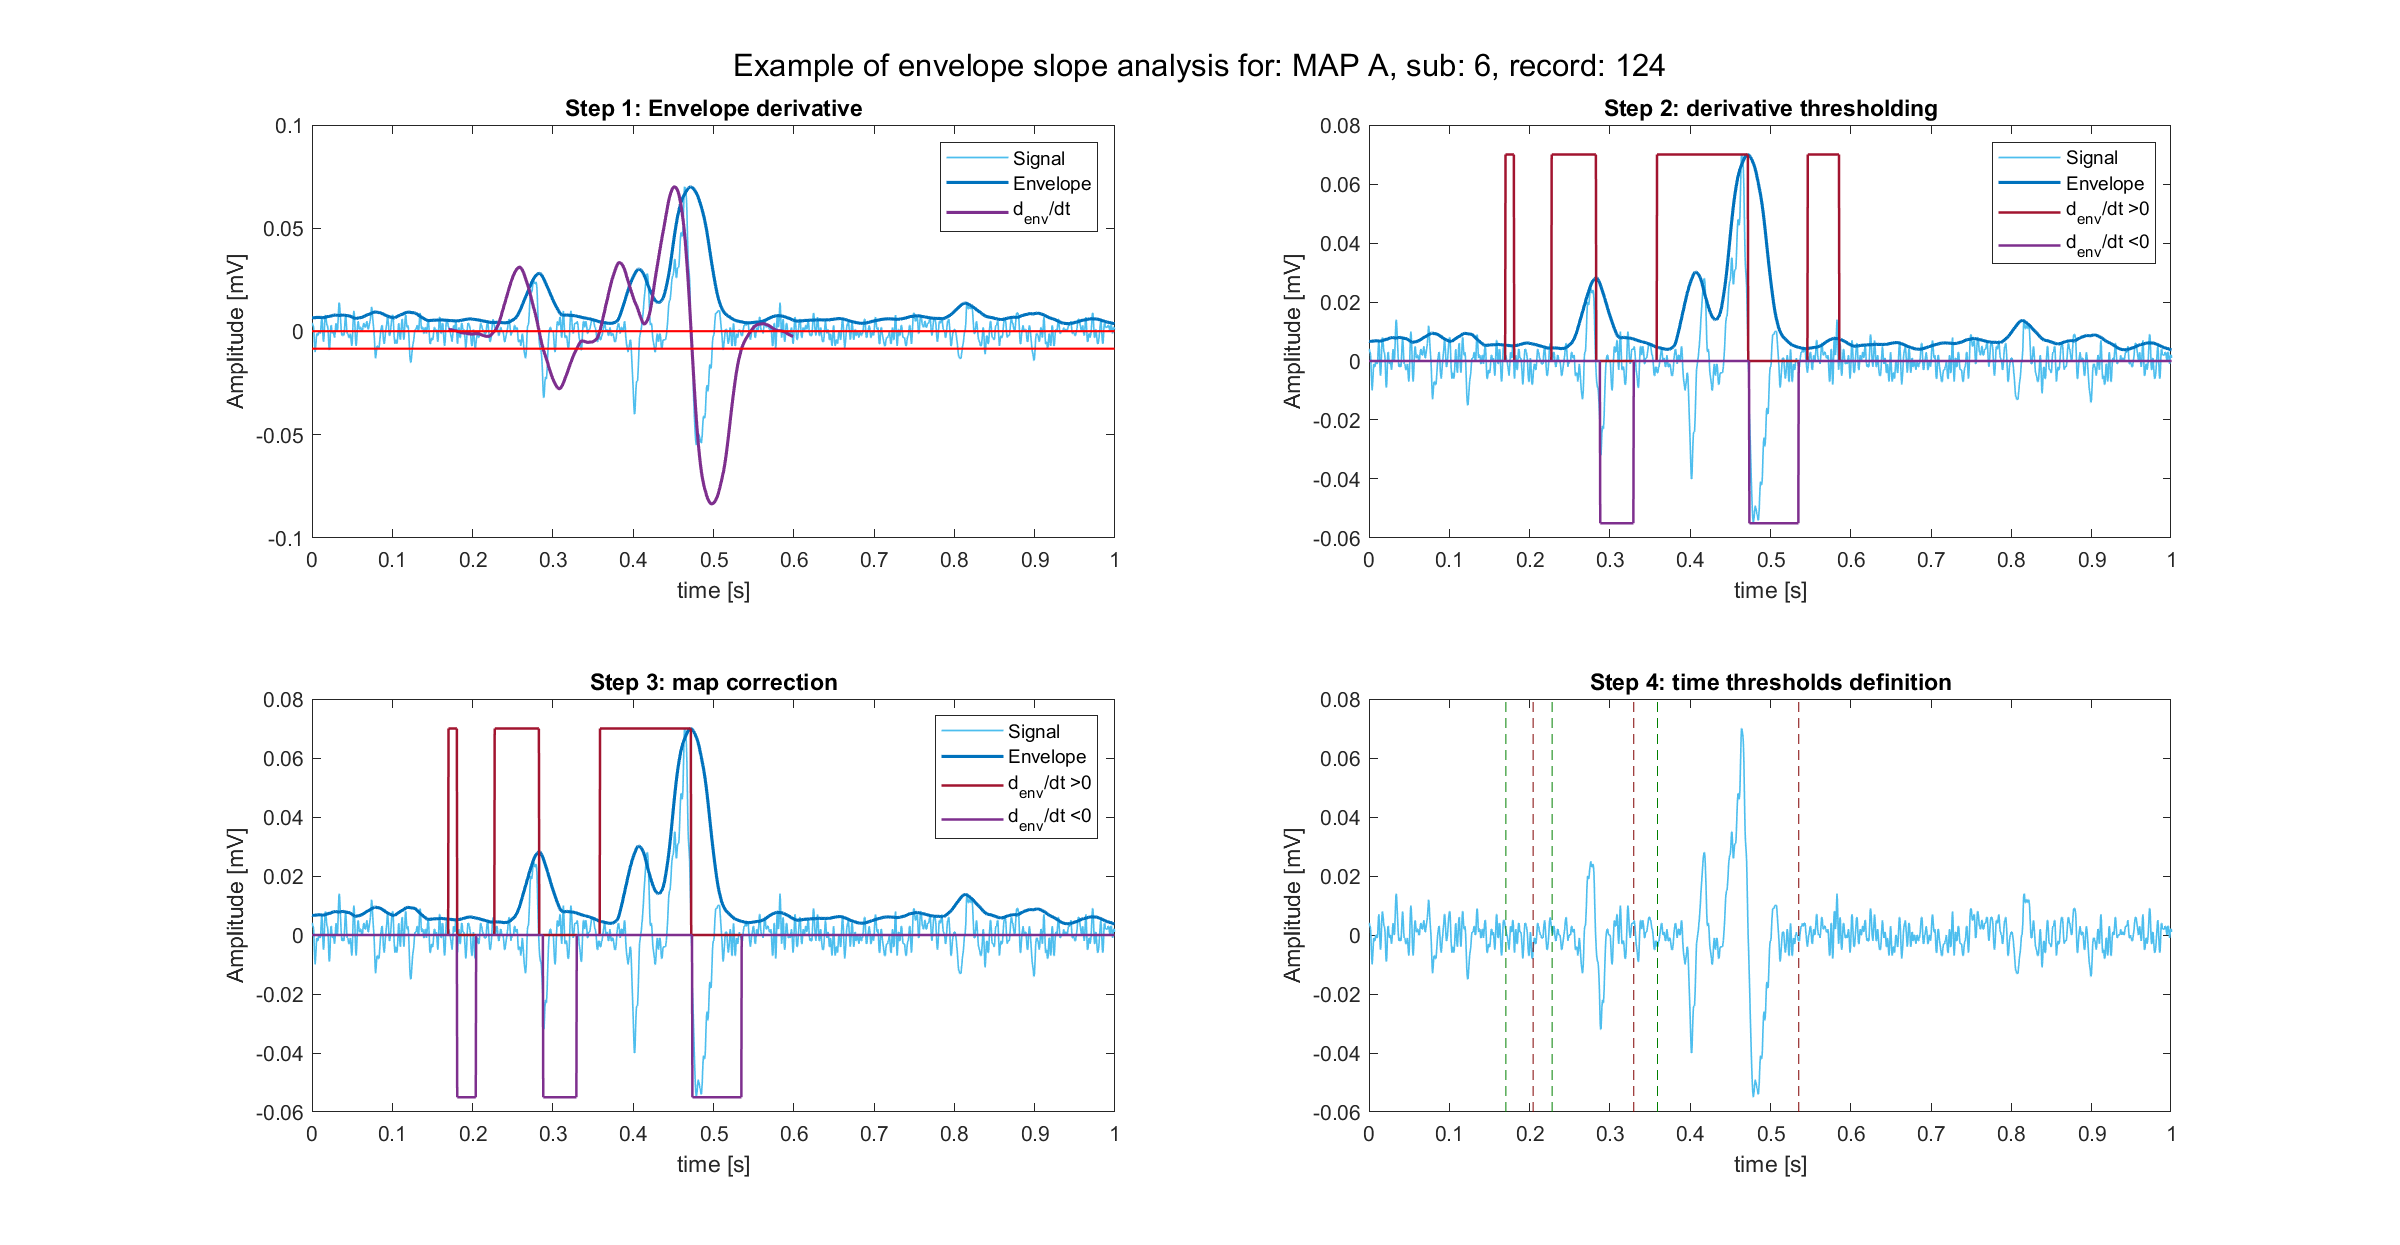 Example of envelope slope analysis for: MAP A, sub: 6, record: 124
Step 1: Envelope derivative
Amplitude [mV]
0.1
0.05
0
-0.05
-0.1
Signal
Envelope
d_env/dt
0 0.1 0.2 0.3 0.4 0.5 0.6 0.7 0.8 0.9 1
time [s]
Step 2: derivative thresholding
Amplitude [mV]
0.08
0.06
0.04
0.02
0
-0.02
-0.04
-0.06
Signal
Envelope
d_env/dt >0
d_env/dt <0
0 0.1 0.2 0.3 0.4 0.5 0.6 0.7 0.8 0.9 1
time [s]
Step 3: map correction
Amplitude [mV]
0.08
0.06
0.04
0.02
0
-0.02
-0.04
-0.06
Signal
Envelope
d_env/dt >0
d_env/dt <0
0 0.1 0.2 0.3 0.4 0.5 0.6 0.7 0.8 0.9 1
time [s]
Step 4: time thresholds definition
Amplitude [mV]
0.08
0.06
0.04
0.02
0
-0.02
-0.04
-0.06
0 0.1 0.2 0.3 0.4 0.5 0.6 0.7 0.8 0.9 1
time [s]